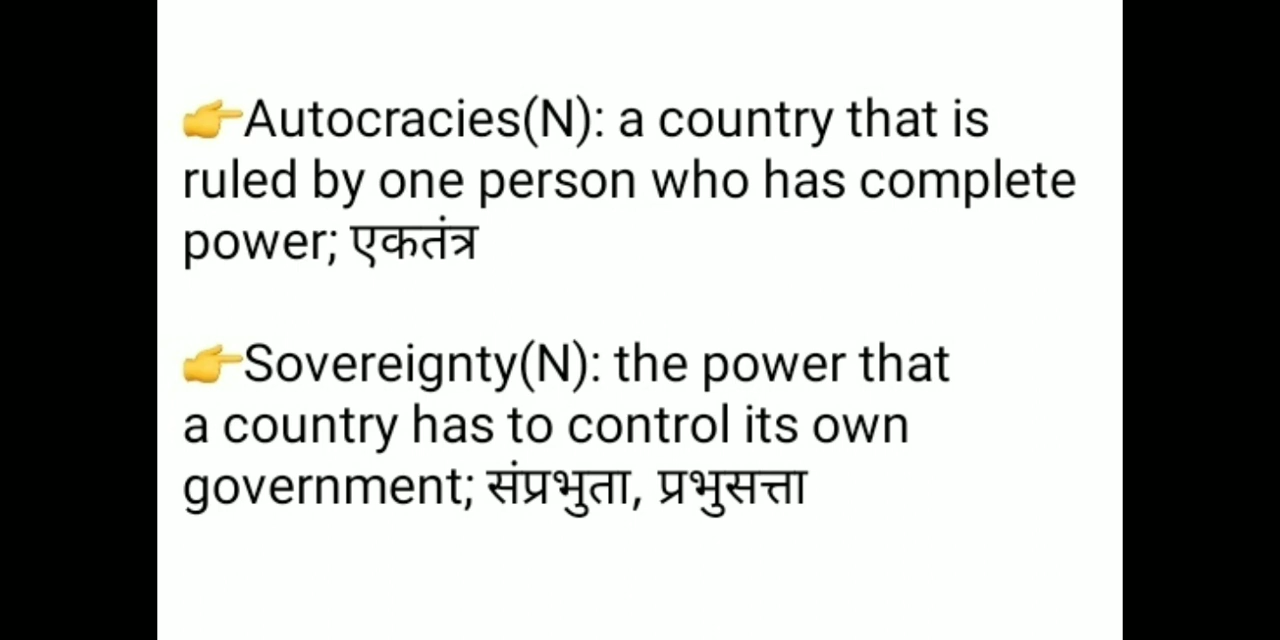 👉Autocracies(N): a country that is
ruled by one person who has complete
power; एकतंत्र
👉Sovereignty(N): the power that
a country has to control its own
government; संप्रभुता, प्रभुसत्ता